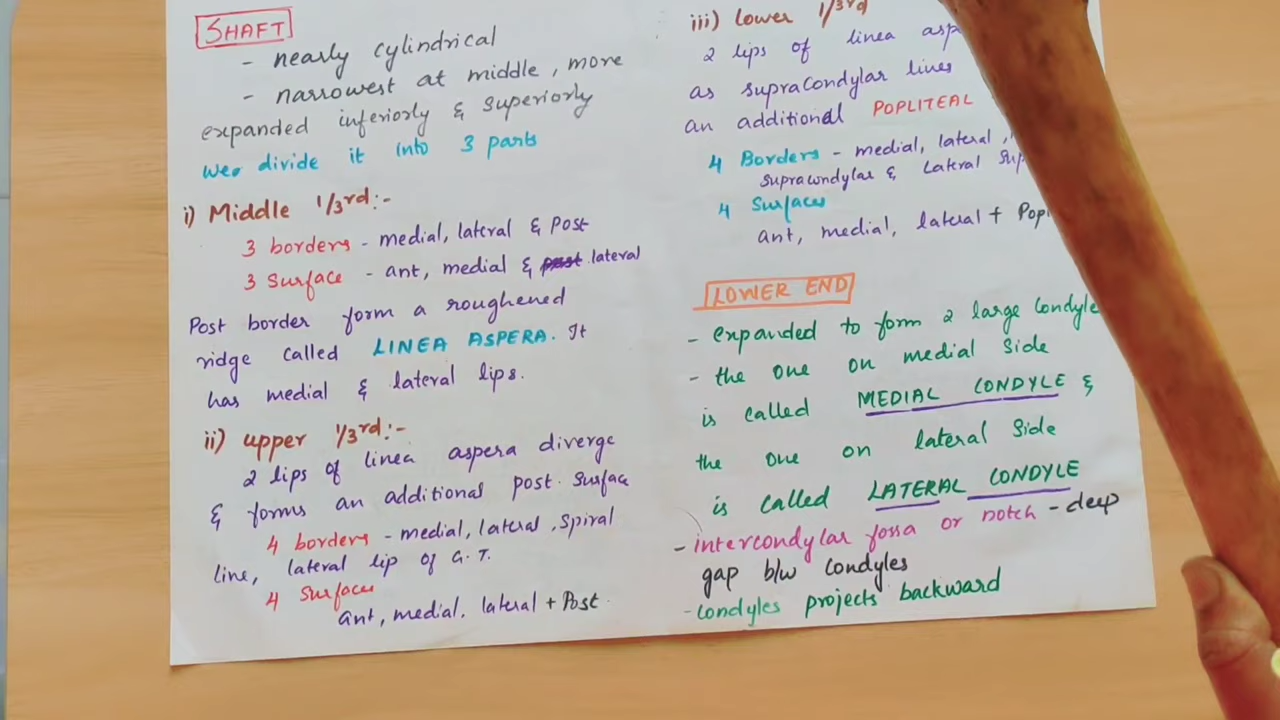 SHAFT
- nearly cylindrical
- narrowest at middle, more
expanded inferiorly & superiorly
we divide it into 3 parts
i) Middle 1/3rd:-
3 borders - medial, lateral & post
3 surface - ant, medial & lateral
Post border form a roughened
ridge called LINEA ASPERA. It
has medial & lateral lips.
ii) upper 1/3rd:-
2 lips of linea aspera diverge
& forms an additional post. surface
4 borders - medial, lateral, spiral
line, lateral lip of G.T.
4 surfaces
ant, medial, lateral + Post.
iii) lower 1/3rd
2 lips of linea
as supracondylar lines
an additional POPLITEAL
4 Borders - medial, lateral,
supracondylar & Lateral
4 Surfaces
ant, medial, lateral +
LOWER END
- expanded to form 2 large condyle
- the one on medial side
is called MEDIAL CONDYLE &
the one on lateral side
is called LATERAL CONDYLE
- intercondylar fossa or notch - deep
gap b/w condyles
- condyles projects backward